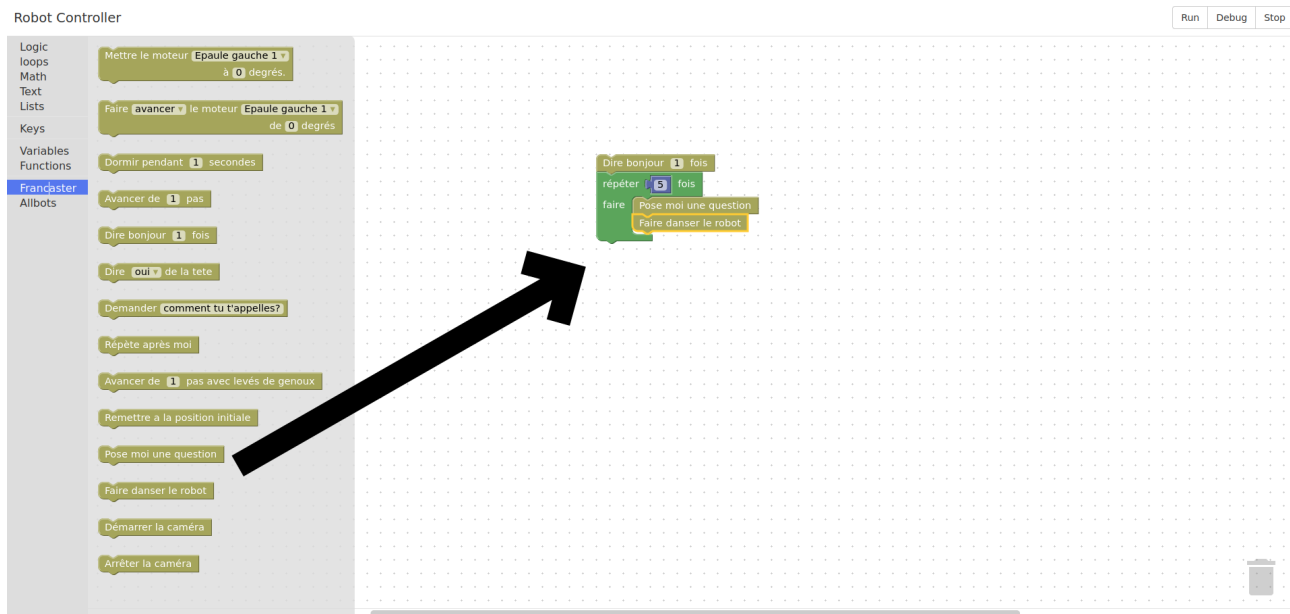 Robot Controller
Run
Debug
Stop
Logic
loops
Math
Text
Lists
Keys
Variables
Functions
Francaster
Allbots
Mettre le moteur Epaule gauche 1
à 0 degrés.
Faire avancer le moteur Epaule gauche 1
de 0 degrés
Dormir pendant 1 secondes
Avancer de 1 pas
Dire bonjour 1 fois
Dire oui de la tete
Demander comment tu t'appelles?
Répète après moi
Avancer de 1 pas avec levés de genoux
Remettre a la position initiale
Pose moi une question
Faire danser le robot
Démarrer la caméra
Arrêter la caméra
Dire bonjour 1 fois
répéter 5 fois
faire Pose moi une question
Faire danser le robot